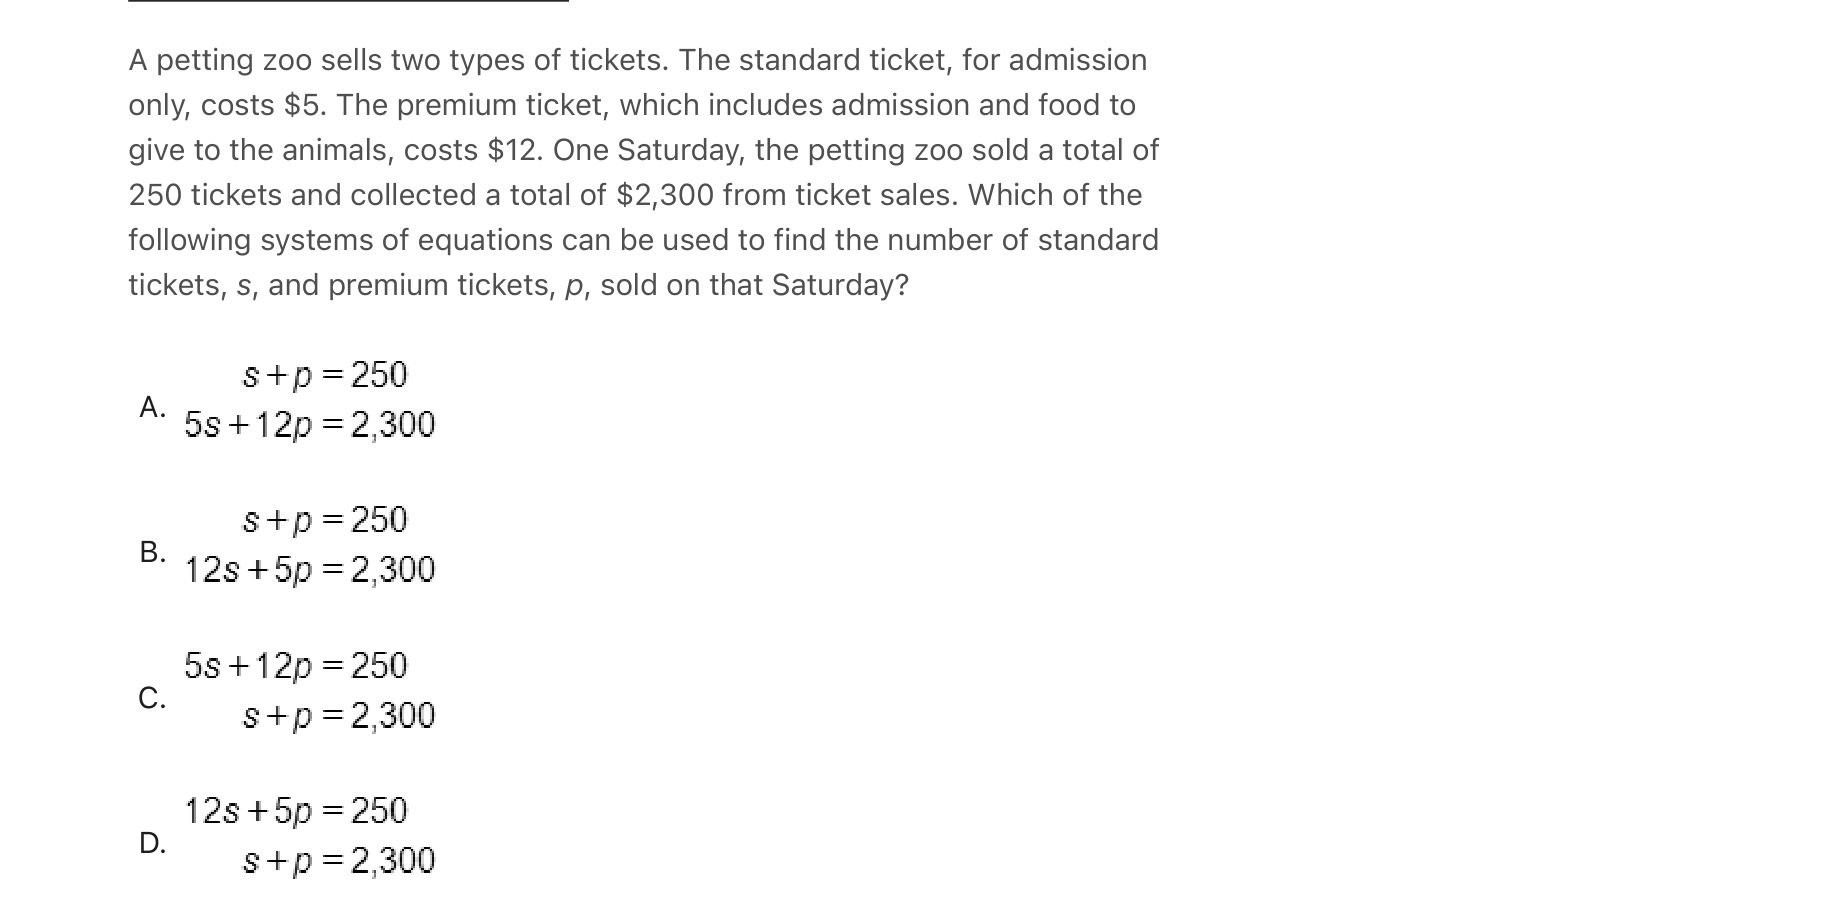 A petting zoo sells two types of tickets. The standard ticket, for admission
only, costs $5. The premium ticket, which includes admission and food to
give to the animals, costs $12. One Saturday, the petting zoo sold a total of
250 tickets and collected a total of $2,300 from ticket sales. Which of the
following systems of equations can be used to find the number of standard
tickets, s, and premium tickets, p, sold on that Saturday?
s+p=250
A.
5s+12p=2,300
s+p=250
B.
12s+5p=2,300
5s+12p=250
C.
s+p=2,300
12s+5p=250
D.
s+p=2,300